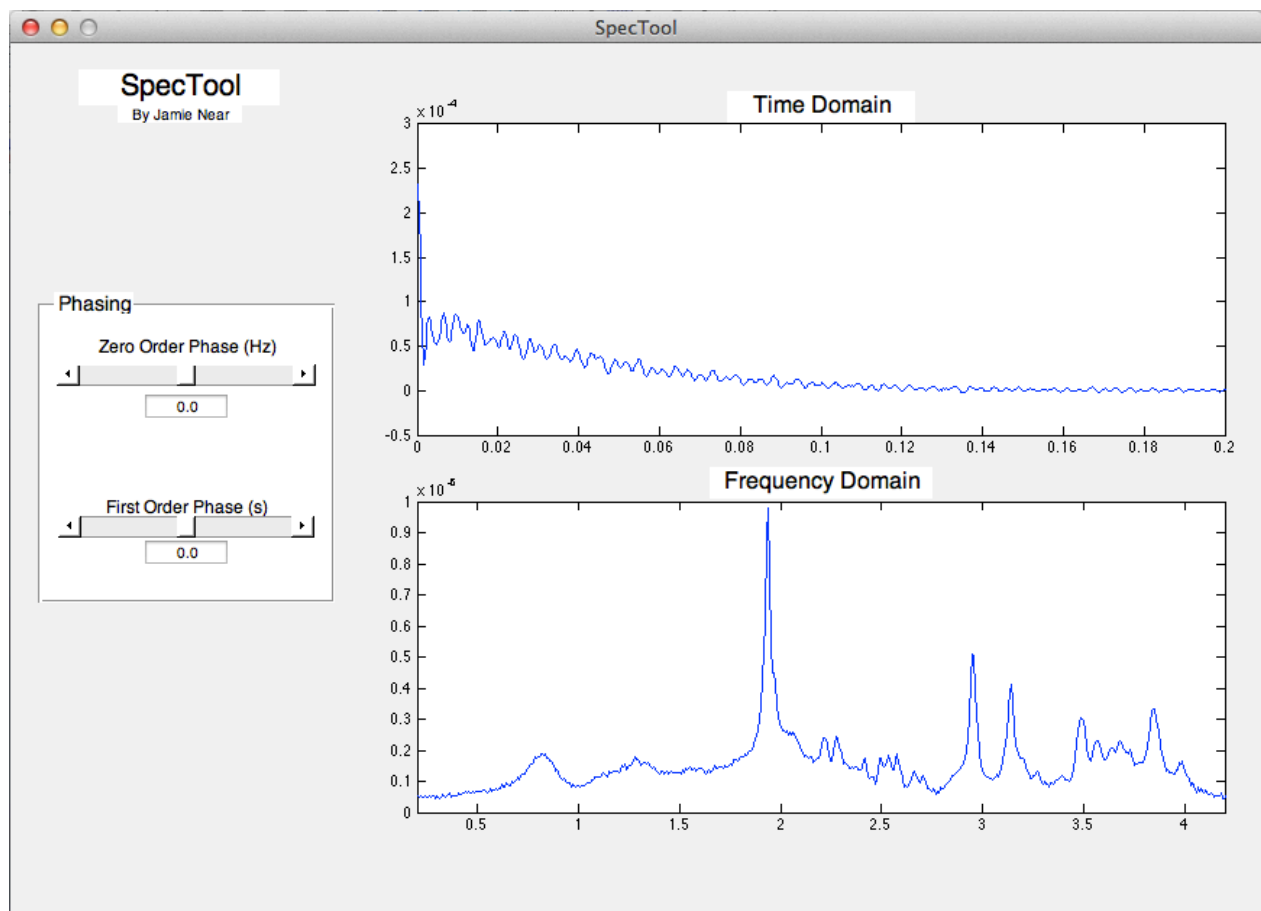 SpecTool
SpecTool
By Jamie Near
Phasing
Zero Order Phase (Hz)
0.0
First Order Phase (s)
0.0
Time Domain
x 10^-4
3
2.5
2
1.5
1
0.5
0
-0.5
0 0.02 0.04 0.06 0.08 0.1 0.12 0.14 0.16 0.18 0.2
Frequency Domain
x 10^-5
1
0.9
0.8
0.7
0.6
0.5
0.4
0.3
0.2
0.1
0
0.5 1 1.5 2 2.5 3 3.5 4